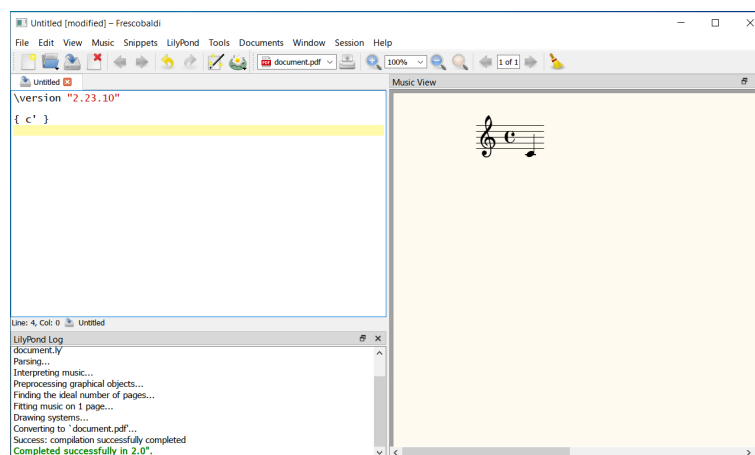 Untitled [modified] – Frescobaldi
File Edit View Music Snippets LilyPond Tools Documents Window Session Help
document.pdf 100% 1 of 1
Untitled
Music View
\version "2.23.10"
{ c' }
Line: 4, Col: 0 Untitled
LilyPond Log
document.ly'
Parsing...
Interpreting music...
Preprocessing graphical objects...
Finding the ideal number of pages...
Fitting music on 1 page...
Drawing systems...
Converting to `document.pdf'...
Success: compilation successfully completed
Completed successfully in 2.0".